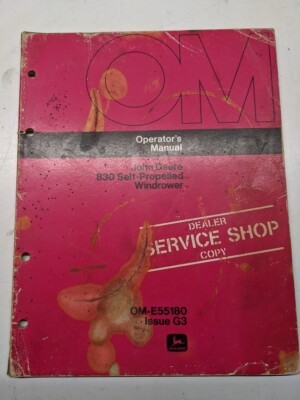 OM
Operator's
Manual
John Deere
830 Self-Propelled
Windrower
DEALER
SERVICE SHOP
COPY
OM-E55180
Issue G3